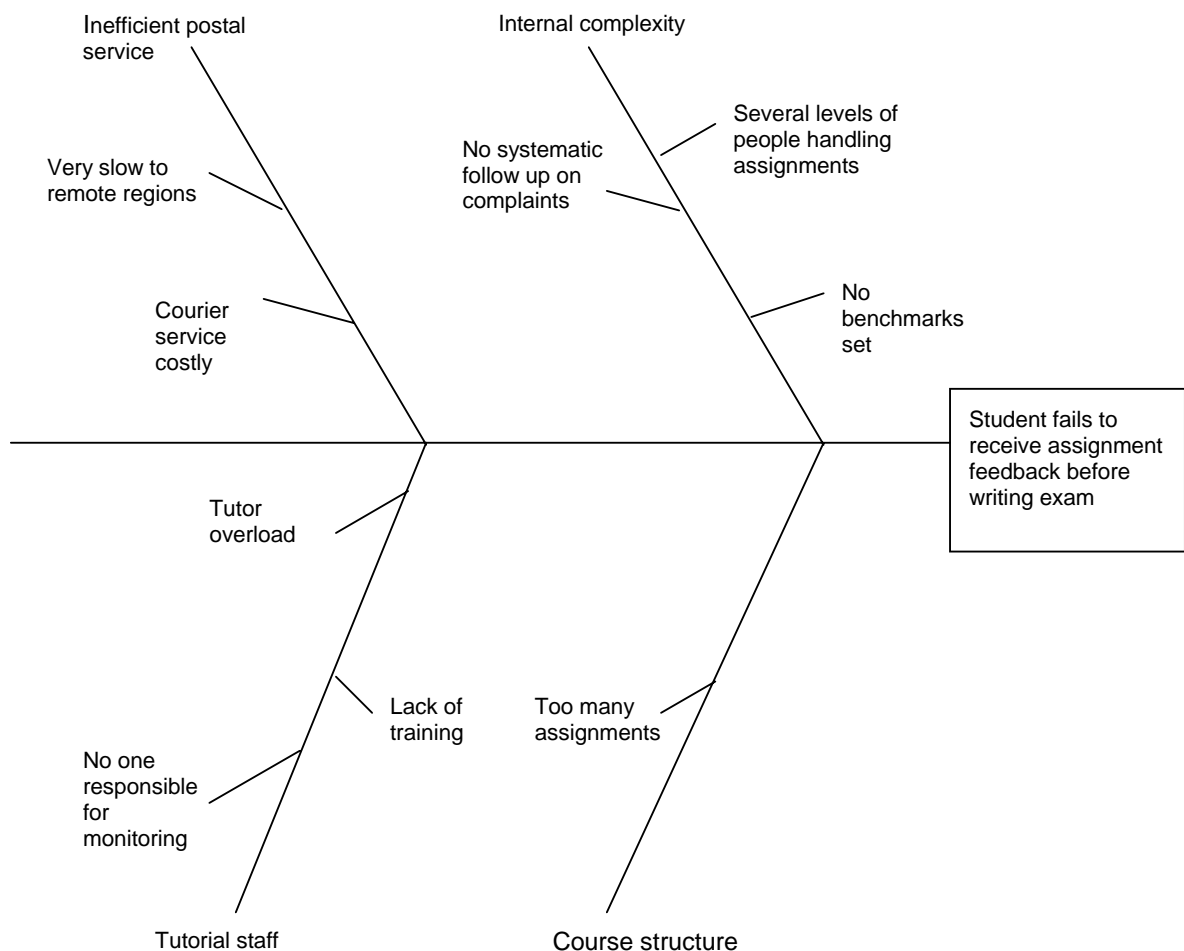 Inefficient postal
service
Internal complexity
Several levels of
people handling
assignments
No systematic
follow up on
complaints
Very slow to
remote regions
Courier
service
costly
No
benchmarks
set
Student fails to
receive assignment
feedback before
writing exam
Tutor
overload
Lack of
training
Too many
assignments
No one
responsible
for
monitoring
Tutorial staff
Course structure